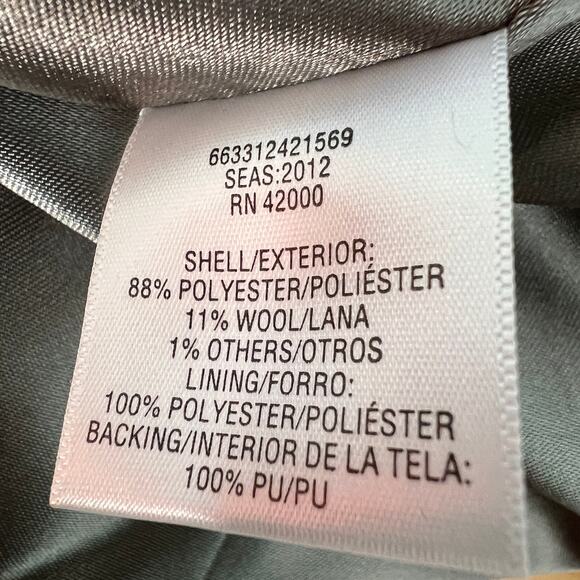 663312421569
SEAS:2012
RN 42000
SHELL/EXTERIOR:
88% POLYESTER/POLIÉSTER
11% WOOL/LANA
1% OTHERS/OTROS
LINING/FORRO:
100% POLYESTER/POLIÉSTER
BACKING/INTERIOR DE LA TELA:
100% PU/PU